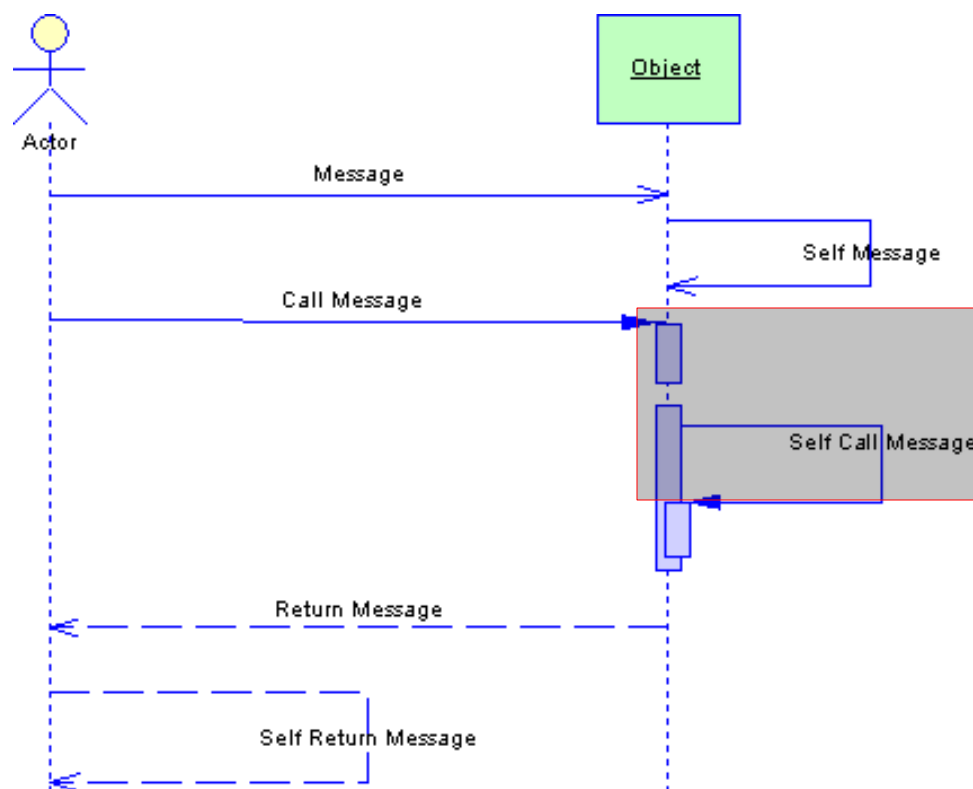 Object
Actor
Message
Self Message
Call Message
Self Call Message
Return Message
Self Return Message